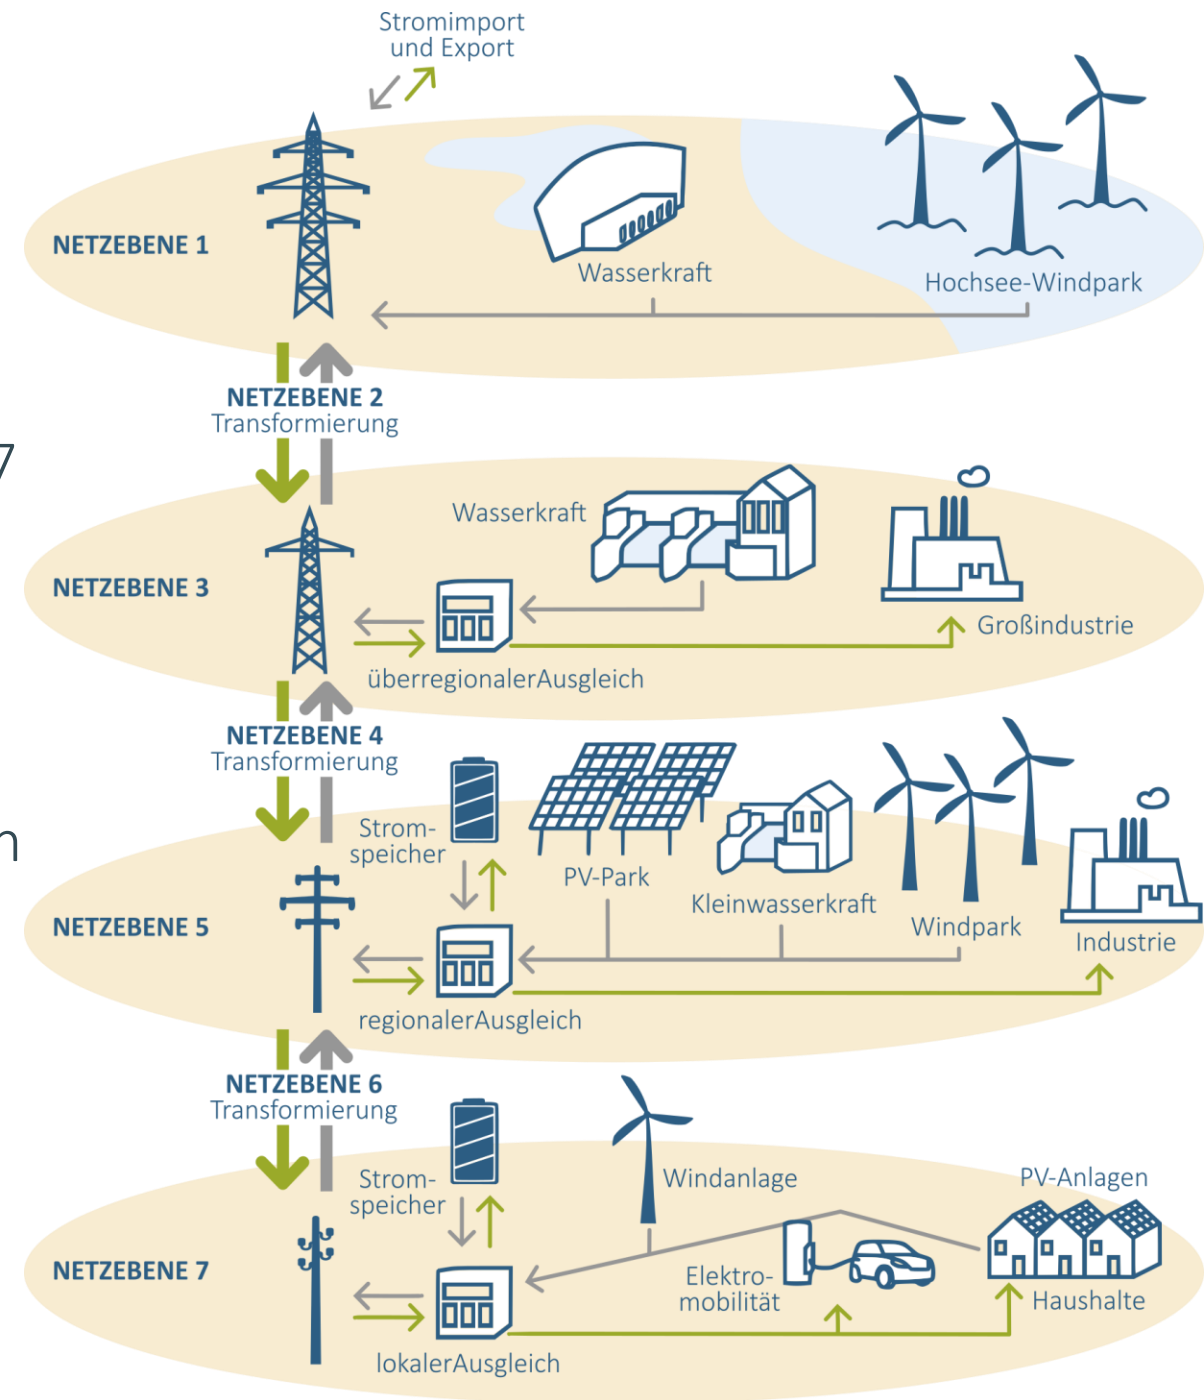 Stromimport
und Export
NETZEBENE 1
Wasserkraft
Hochsee-Windpark
NETZEBENE 2
Transformierung
7
Wasserkraft
NETZEBENE 3
Großindustrie
überregionalerAusgleich
NETZEBENE 4
Transformierung
Strom-
speicher
n
PV-Park
Kleinwasserkraft
Windpark
NETZEBENE 5
Industrie
regionalerAusgleich
NETZEBENE 6
Transformierung
Strom-
speicher
Windanlage
PV-Anlagen
NETZEBENE 7
Elektro-
mobilität
Haushalte
lokalerAusgleich